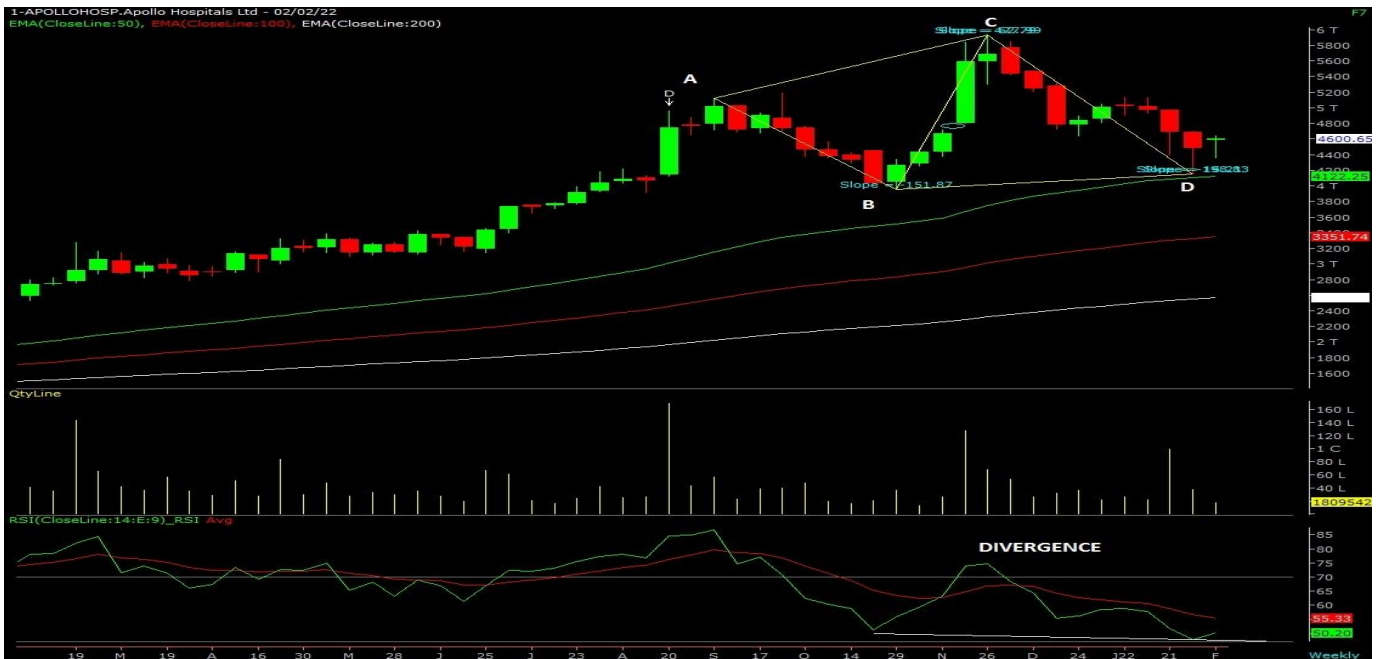 1-APOLLOHOSP.Apollo Hospitals Ltd - 02/02/22
F7
EMA(CloseLine:50), EMA(CloseLine:100), EMA(CloseLine:200)
A
D
B
C
D
Slope =-151.87
6 T
5800
5600
5400
5200
5 T
4800
4600.65
4400
4122.25
4 T
3800
3600
3351.74
3200
3 T
2800
2400
2200
2 T
1800
1600
QtyLine
160 L
140 L
120 L
1 C
80 L
60 L
40 L
1809542
RSI(CloseLine:14:E:9)_RSI Avg
DIVERGENCE
85
80
75
70
65
60
55.33
50.20
19 M 19 A 16 30 M 28 J 25 J 23 A 20 S 17 O 14 29 N 26 D 24 J22 21 F
Weekly